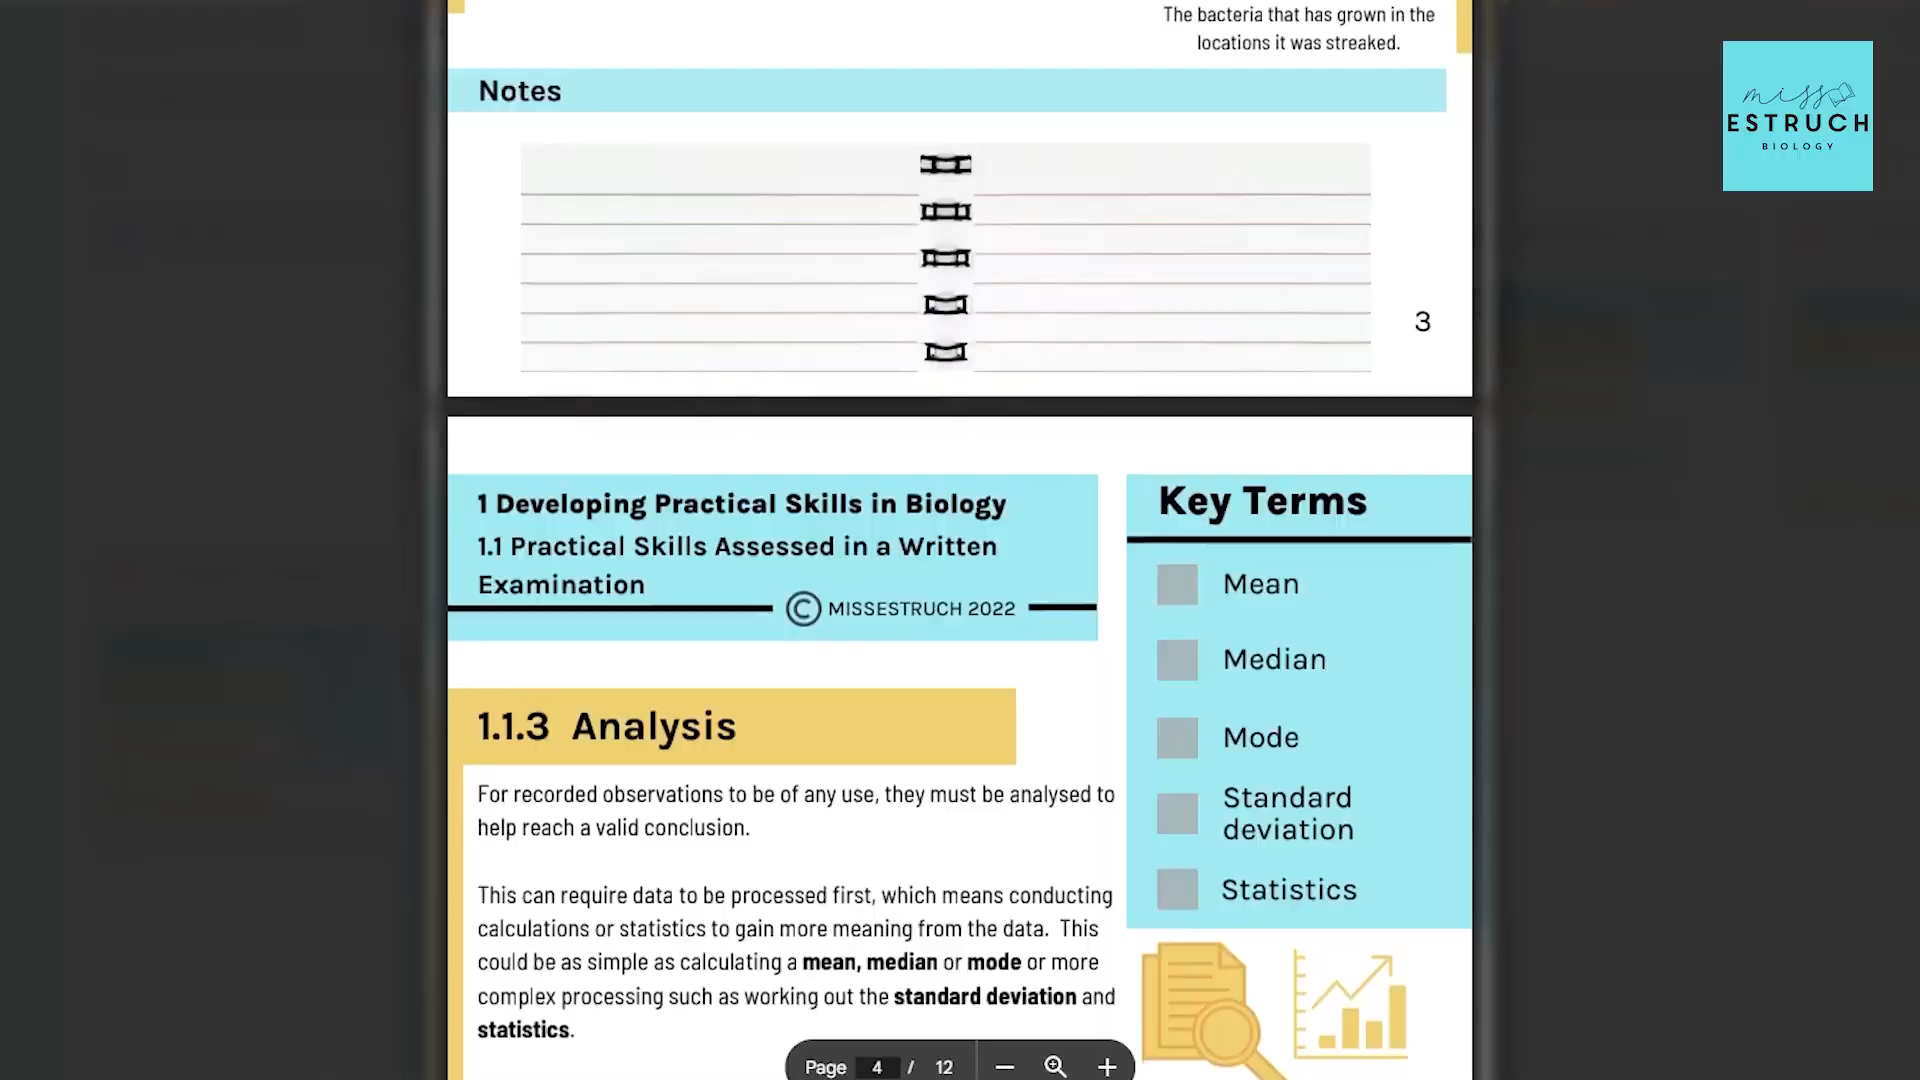 The bacteria that has grown in the
locations it was streaked.
miss
ESTRUCH
BIOLOGY
Notes
3
1 Developing Practical Skills in Biology
1.1 Practical Skills Assessed in a Written
Examination
© MISSESTRUCH 2022
Key Terms
Mean
Median
Mode
Standard
deviation
Statistics
1.1.3 Analysis
For recorded observations to be of any use, they must be analysed to
help reach a valid conclusion.
This can require data to be processed first, which means conducting
calculations or statistics to gain more meaning from the data. This
could be as simple as calculating a mean, median or mode or more
complex processing such as working out the standard deviation and
statistics.
Page 4 / 12